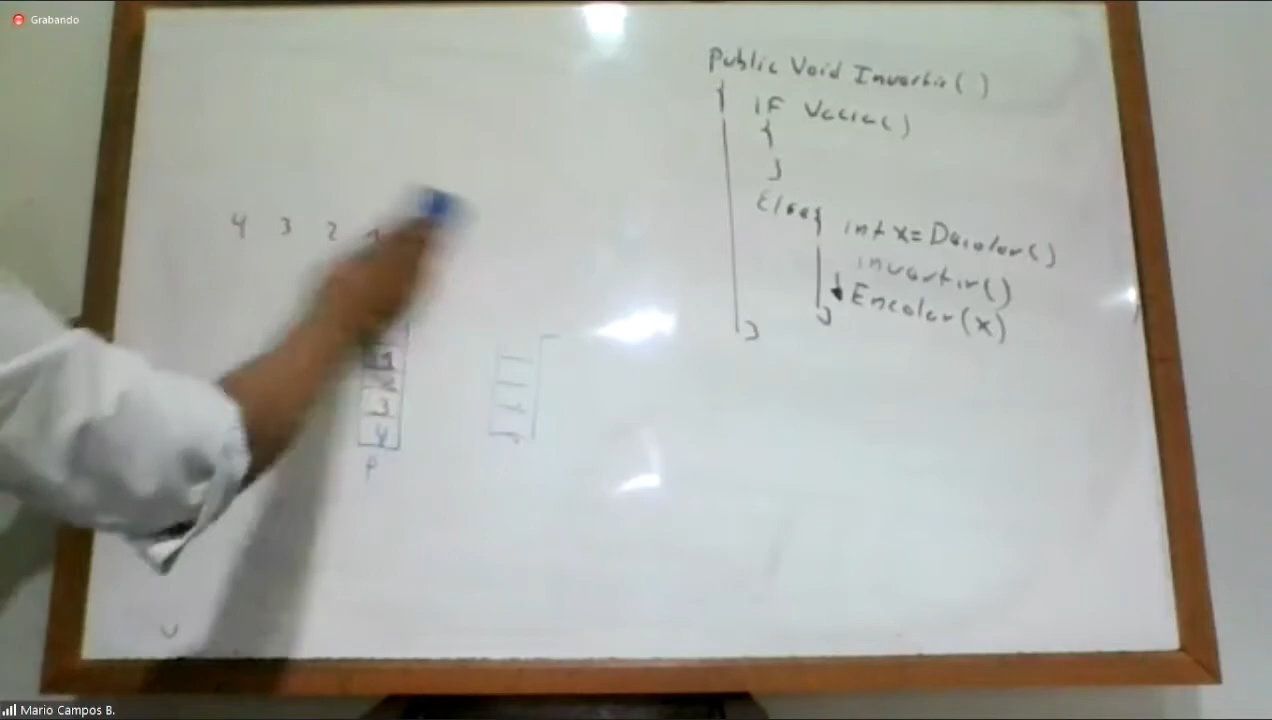 Grabando
Public Void Invertir()
{ if Vacia()
{
}
Else{ int x= Decolar()
invertir()
Encolar(x)
}
}
4 3 2 1
1
3
4
P
Mario Campos B.